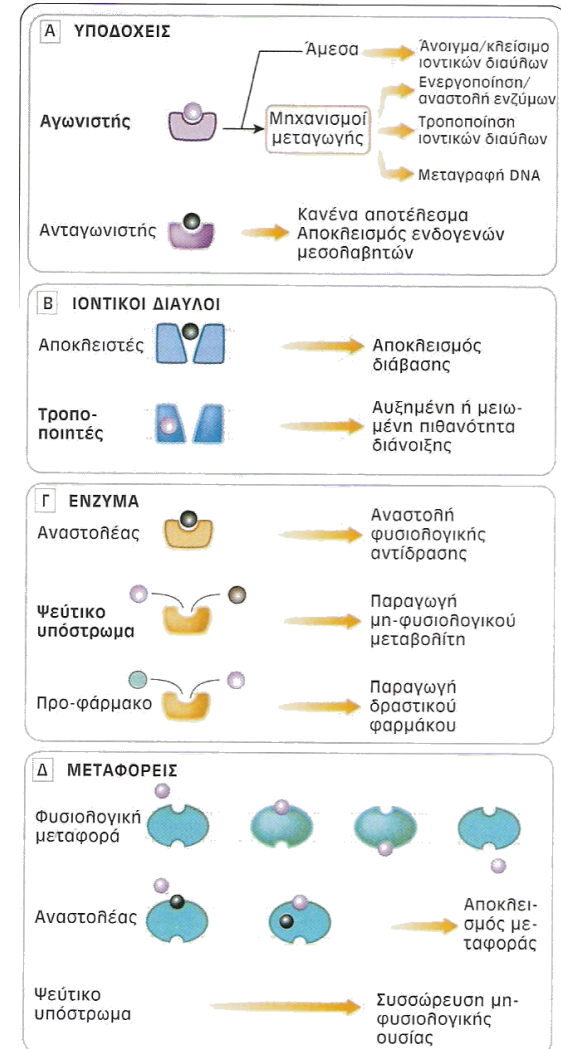 Α ΥΠΟΔΟΧΕΙΣ
Αγωνιστής
Άμεσα
Άνοιγμα/κλείσιμο
ιοντικών διαύλων
Μηχανισμοί
μεταγωγής
Ενεργοποίηση/
αναστολή ενζύμων
Τροποποίηση
ιοντικών διαύλων
Μεταγραφή DNA
Ανταγωνιστής
Κανένα αποτέλεσμα
Αποκλεισμός ενδογενών
μεσολαβητών
Β ΙΟΝΤΙΚΟΙ ΔΙΑΥΛΟΙ
Αποκλειστές
Αποκλεισμός
διάβασης
Τροπο-
ποιητές
Αυξημένη ή μειω-
μένη πιθανότητα
διάνοιξης
Γ ΕΝΖΥΜΑ
Αναστολέας
Αναστολή
φυσιολογικής
αντίδρασης
Ψεύτικο
υπόστρωμα
Παραγωγή
μη-φυσιολογικού
μεταβολίτη
Προ-φάρμακο
Παραγωγή
δραστικού
φαρμάκου
Δ ΜΕΤΑΦΟΡΕΙΣ
Φυσιολογική
μεταφορά
Αναστολέας
Αποκλει-
σμός με-
ταφοράς
Ψεύτικο
υπόστρωμα
Συσσώρευση μη-
φυσιολογικής
ουσίας